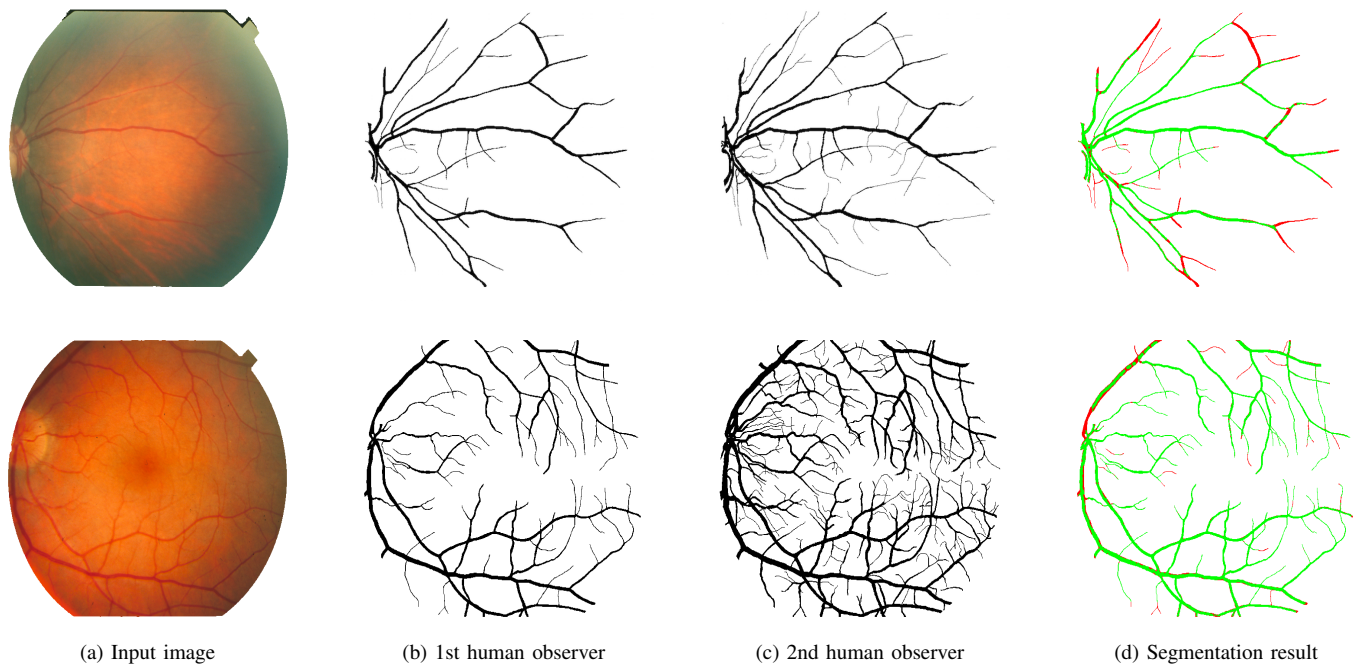 (a) Input image
(b) 1st human observer
(c) 2nd human observer
(d) Segmentation result